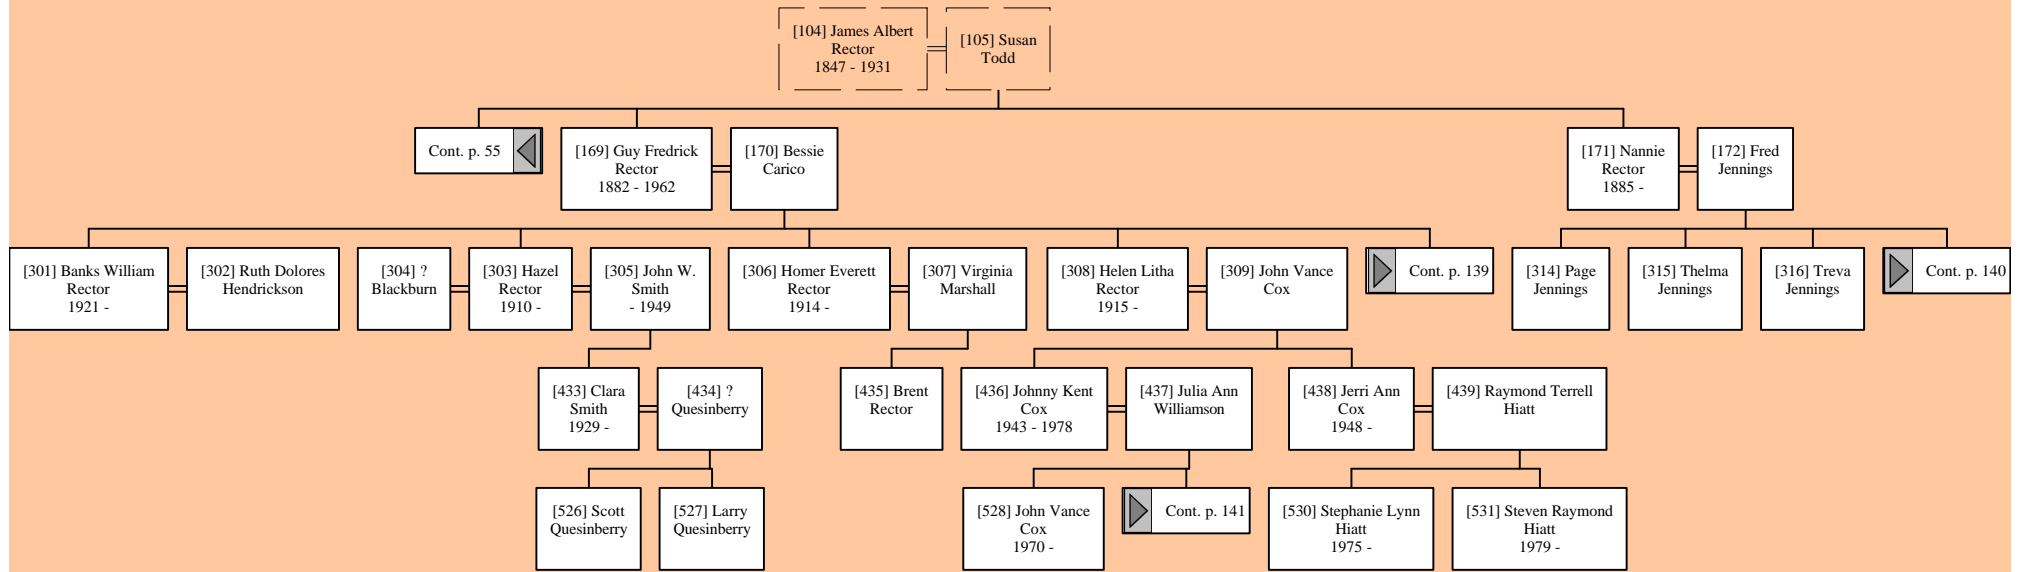 [104] James Albert
Rector
1847 - 1931
[105] Susan
Todd
Cont. p. 55
[169] Guy Fredrick
Rector
1882 - 1962
[170] Bessie
Carico
[171] Nannie
Rector
1885 -
[172] Fred
Jennings
[301] Banks William
Rector
1921 -
[302] Ruth Dolores
Hendrickson
[304] ?
Blackburn
[303] Hazel
Rector
1910 -
[305] John W.
Smith
- 1949
[306] Homer Everett
Rector
1914 -
[307] Virginia
Marshall
[308] Helen Litha
Rector
1915 -
[309] John Vance
Cox
Cont. p. 139
[314] Page
Jennings
[315] Thelma
Jennings
[316] Treva
Jennings
Cont. p. 140
[433] Clara
Smith
1929 -
[434] ?
Quesinberry
[435] Brent
Rector
[436] Johnny Kent
Cox
1943 - 1978
[437] Julia Ann
Williamson
[438] Jerri Ann
Cox
1948 -
[439] Raymond Terrell
Hiatt
[526] Scott
Quesinberry
[527] Larry
Quesinberry
[528] John Vance
Cox
1970 -
Cont. p. 141
[530] Stephanie Lynn
Hiatt
1975 -
[531] Steven Raymond
Hiatt
1979 -